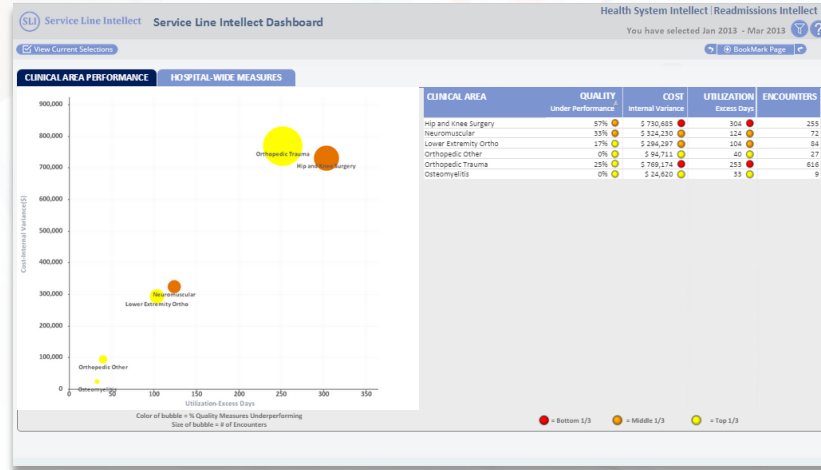 Health System Intellect | Readmissions Intellect
SLI Service Line Intellect Service Line Intellect Dashboard
You have selected Jan 2013 - Mar 2013 ?
View Current Selections
BookMark Page
CLINICAL AREA PERFORMANCE HOSPITAL-WIDE MEASURES
CLINICAL AREA QUALITY COST UTILIZATION ENCOUNTERS
Under Performance Internal Variance Excess Days
Hip and Knee Surgery 57% $ 730,685 304 255
Neuromuscular 33% $ 324,230 124 72
Lower Extremity Ortho 17% $ 294,297 104 84
Orthopedic Other 0% $ 94,711 40 27
Orthopedic Trauma 25% $ 769,174 253 616
Osteomyelitis 0% $ 24,620 33 9
Cost-Internal Variance($)
900,000
800,000
700,000
600,000
500,000
400,000
300,000
200,000
100,000
0
Orthopedic Trauma
Hip and Knee Surgery
Neuromuscular
Lower Extremity Ortho
Orthopedic Other
Osteomyelitis
0 50 100 150 200 250 300 350
Utilization-Excess Days
Color of bubble = % Quality Measures Underperforming
Size of bubble = # of Encounters
= Bottom 1/3 = Middle 1/3 = Top 1/3